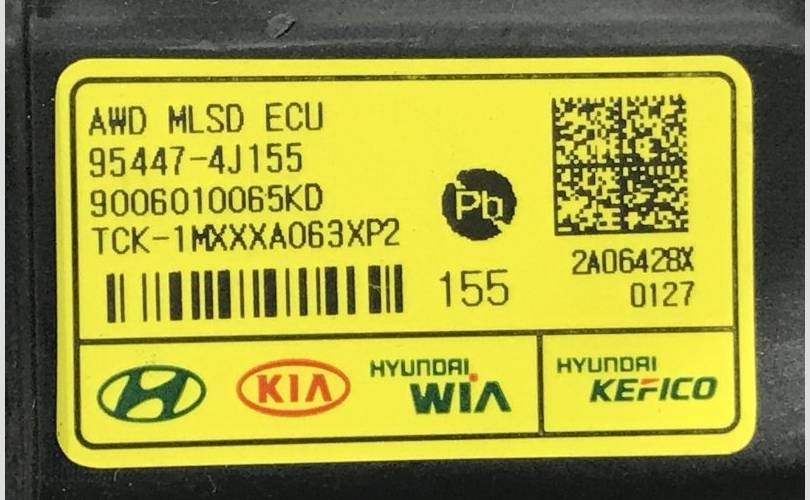 AWD MLSD ECU
95447-4J155
9006010065KD
TCK-1MXXXA063XP2
Pb
155
2A06428X
0127
KIA
HYUNDAI
WIA
HYUNDAI
KEFICO